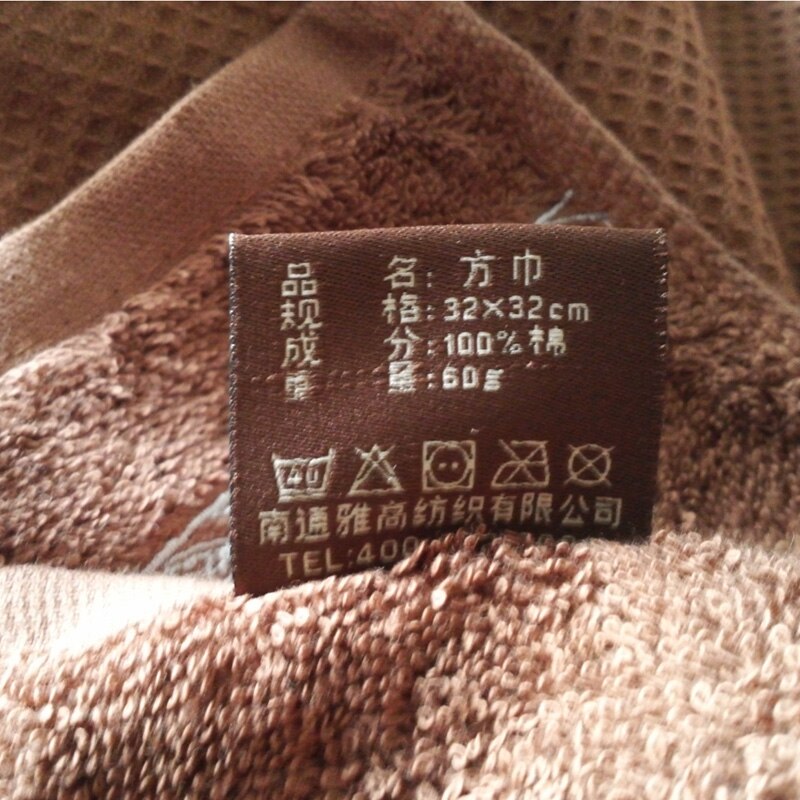 品名：方巾
规格：32×32cm
成分：100%棉
重量：60g
40
南通雅高纺织有限公司
TEL:400